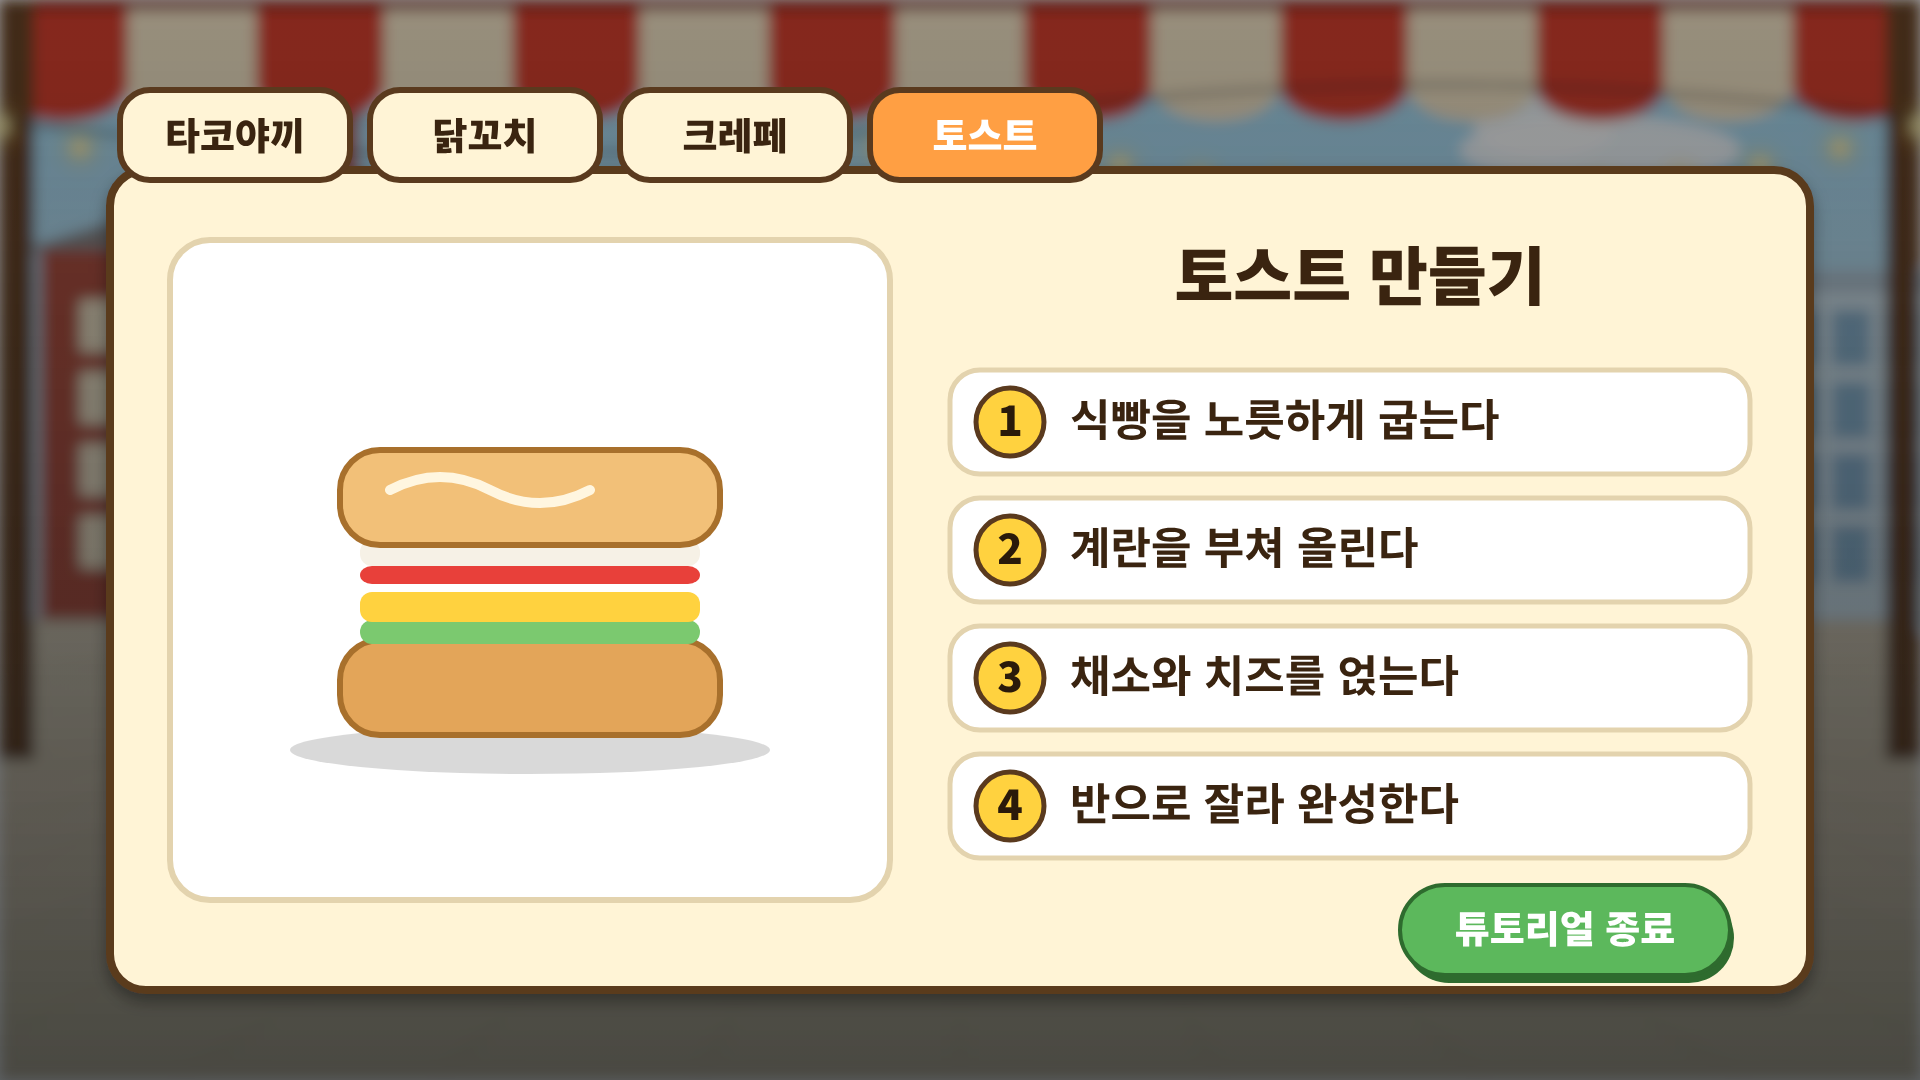 타코야끼
닭꼬치
크레페
토스트
토스트 만들기
1 식빵을 노릇하게 굽는다
2 계란을 부쳐 올린다
3 채소와 치즈를 얹는다
4 반으로 잘라 완성한다
튜토리얼 종료